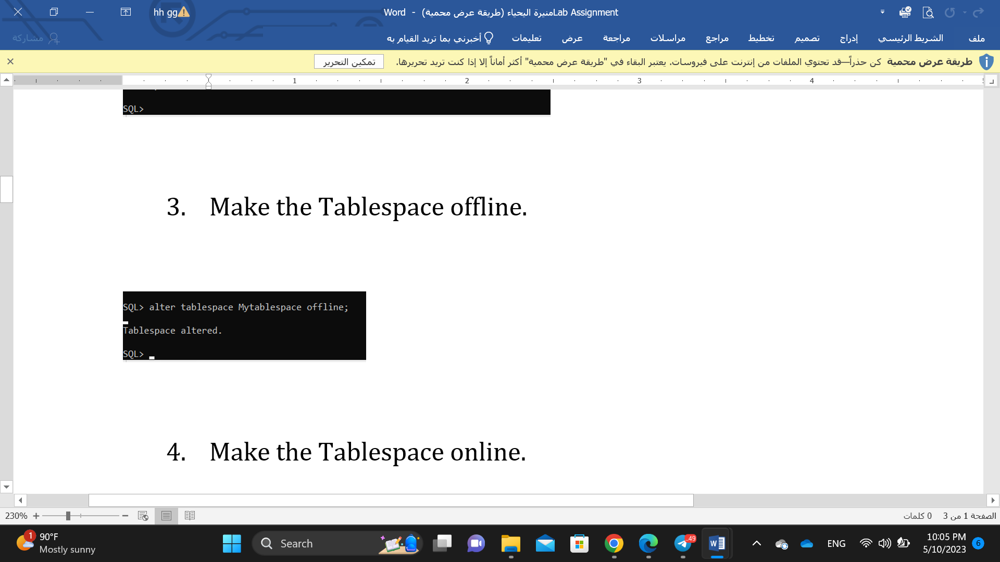 hh gg
منيرة اليحياء Lab Assignment (طريقة عرض محمية) - Word
ملف الشريط الرئيسي إدراج تصميم تخطيط مراجع مراسلات مراجعة عرض تعليمات أخبرني بما تريد القيام به مشاركة
طريقة عرض محمية كن حذراً—قد تحتوي الملفات من إنترنت على فيروسات. يعتبر البقاء في "طريقة عرض محمية" أكثر أماناً إلا إذا كنت تريد تحريرها. تمكين التحرير
1 2 3 4
SQL>
3. Make the Tablespace offline.
SQL> alter tablespace Mytablespace offline;
Tablespace altered.
SQL>
4. Make the Tablespace online.
230%
الصفحة 1 من 3 0 كلمات
1 90°F
Mostly sunny
Search
..49
ENG
10:05 PM
5/10/2023
6